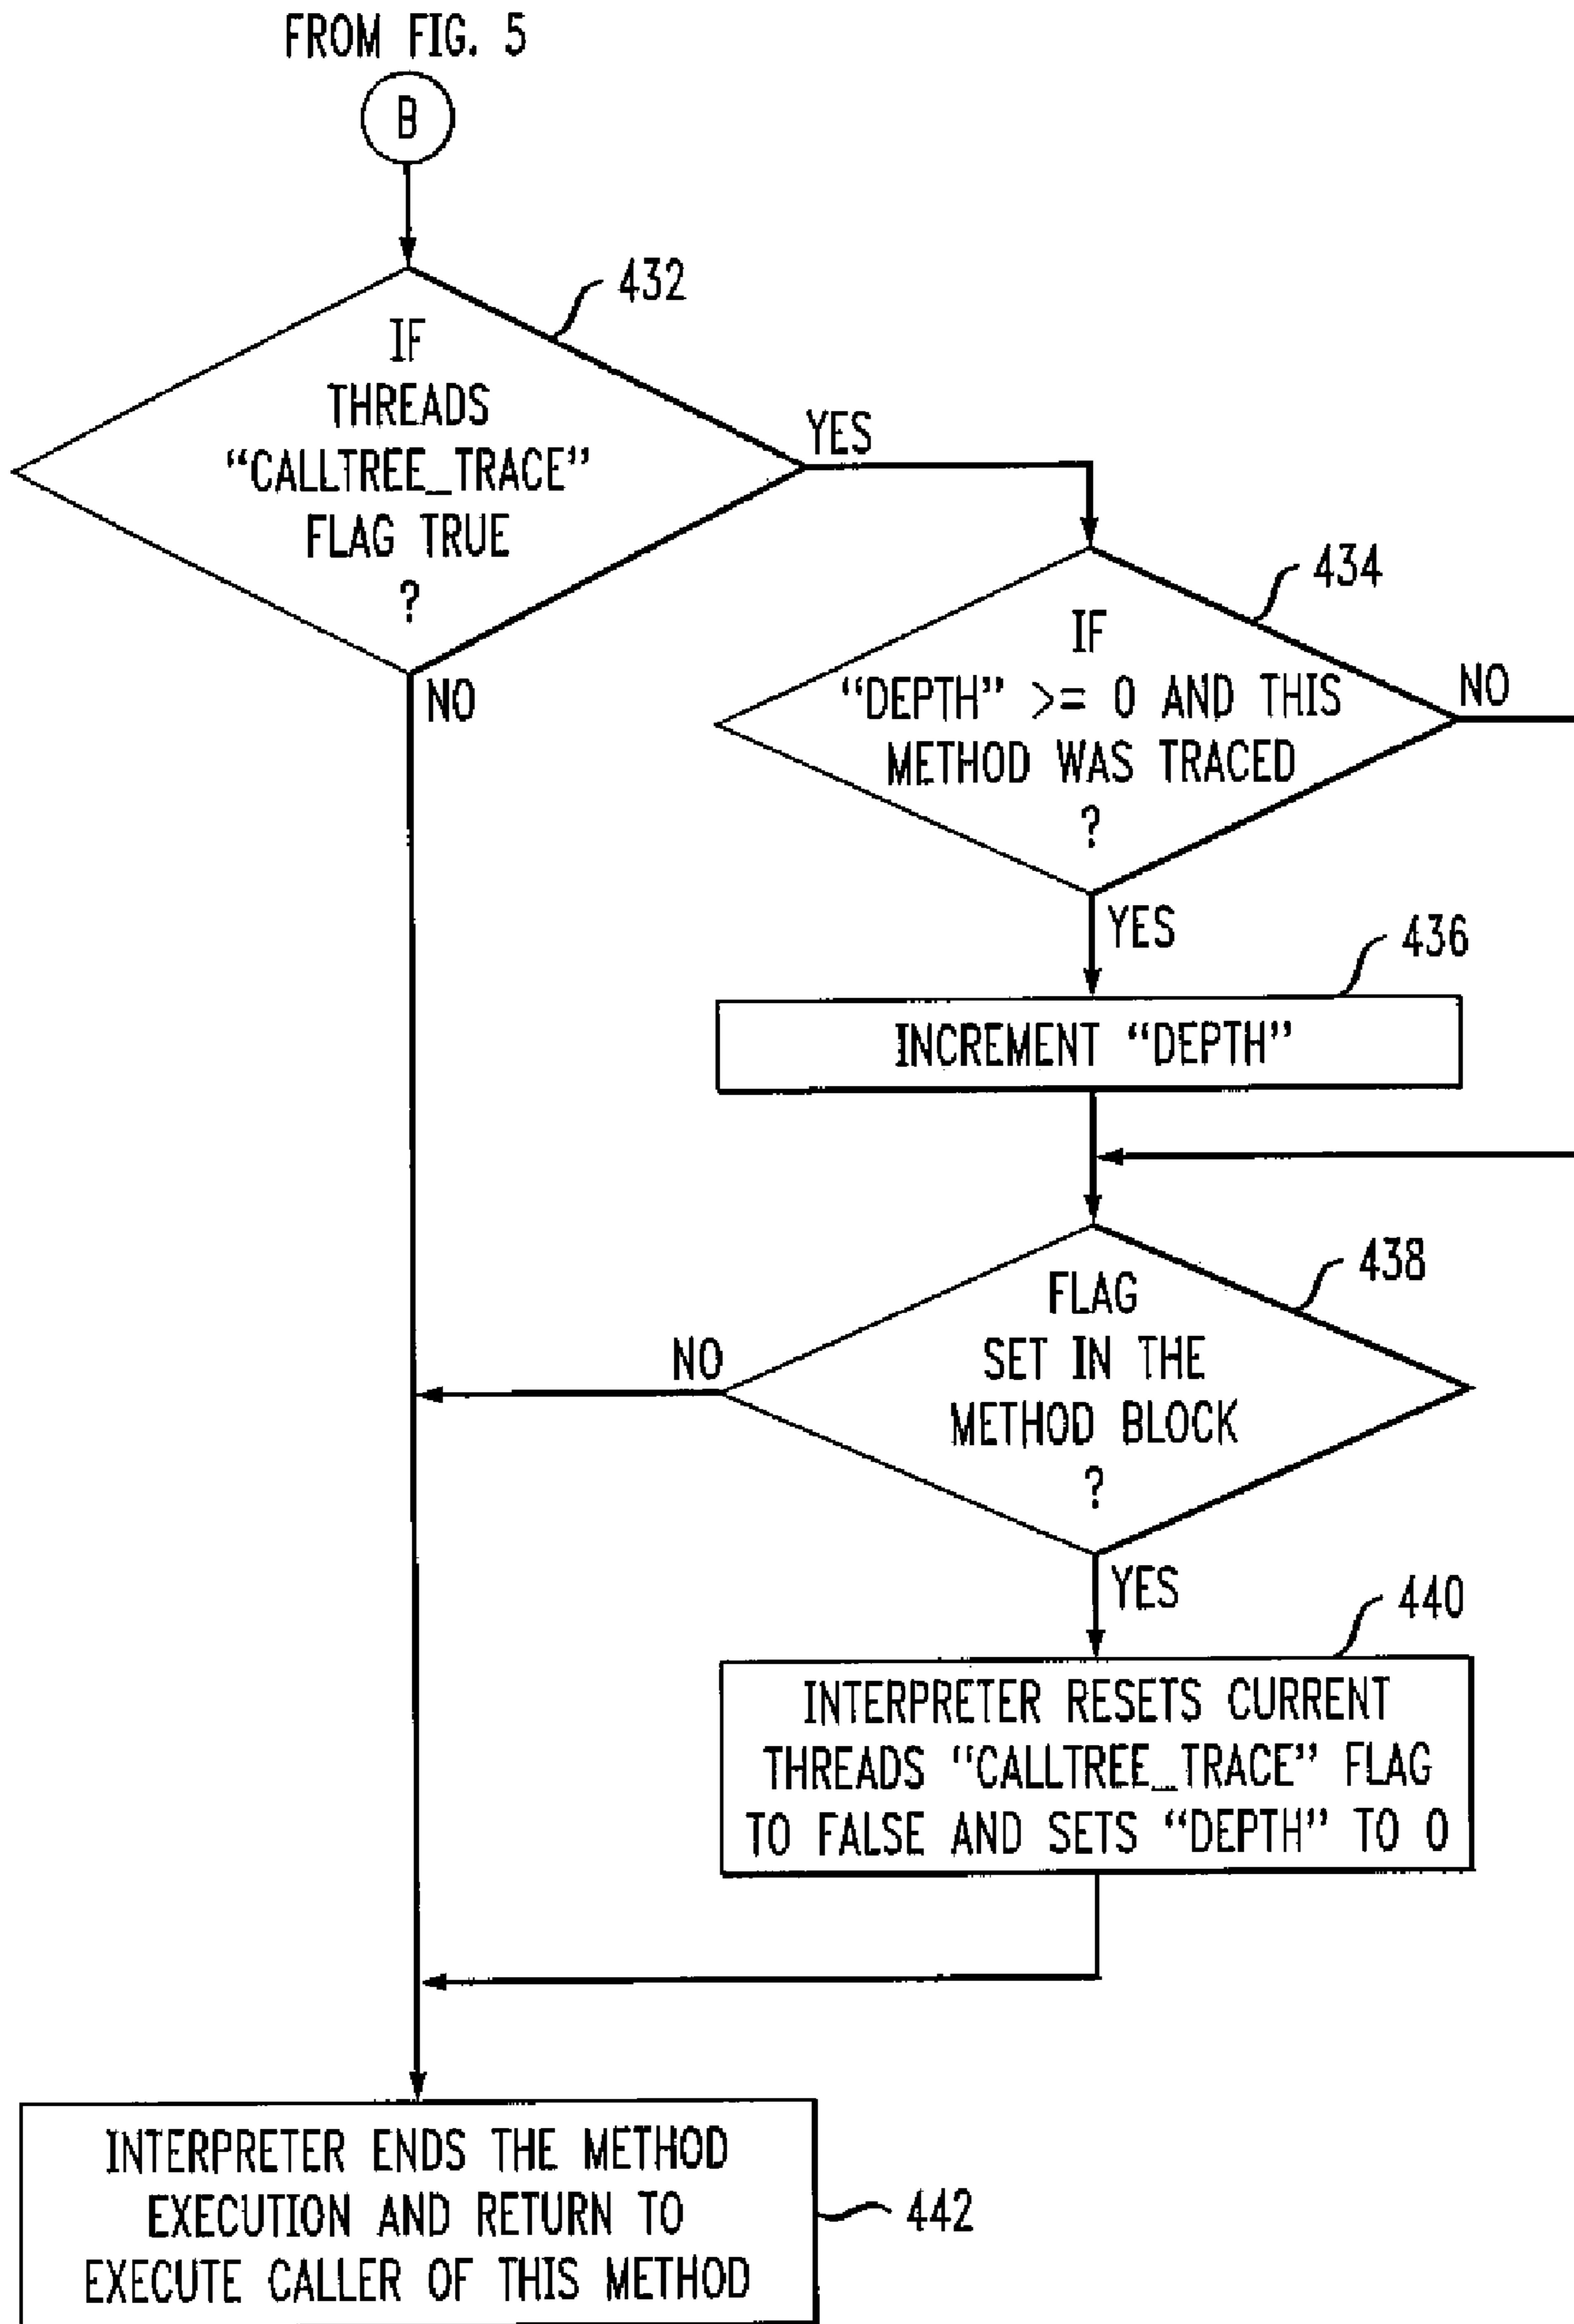 FROM FIG. 5
B
432
IF
THREADS
“CALLTREE_TRACE”
FLAG TRUE
?
YES
NO
434
IF
“DEPTH” >= 0 AND THIS
METHOD WAS TRACED
?
NO
YES
436
INCREMENT “DEPTH”
438
FLAG
SET IN THE
METHOD BLOCK
?
NO
YES
440
INTERPRETER RESETS CURRENT
THREADS “CALLTREE_TRACE” FLAG
TO FALSE AND SETS “DEPTH” TO 0
INTERPRETER ENDS THE METHOD
EXECUTION AND RETURN TO
EXECUTE CALLER OF THIS METHOD
442